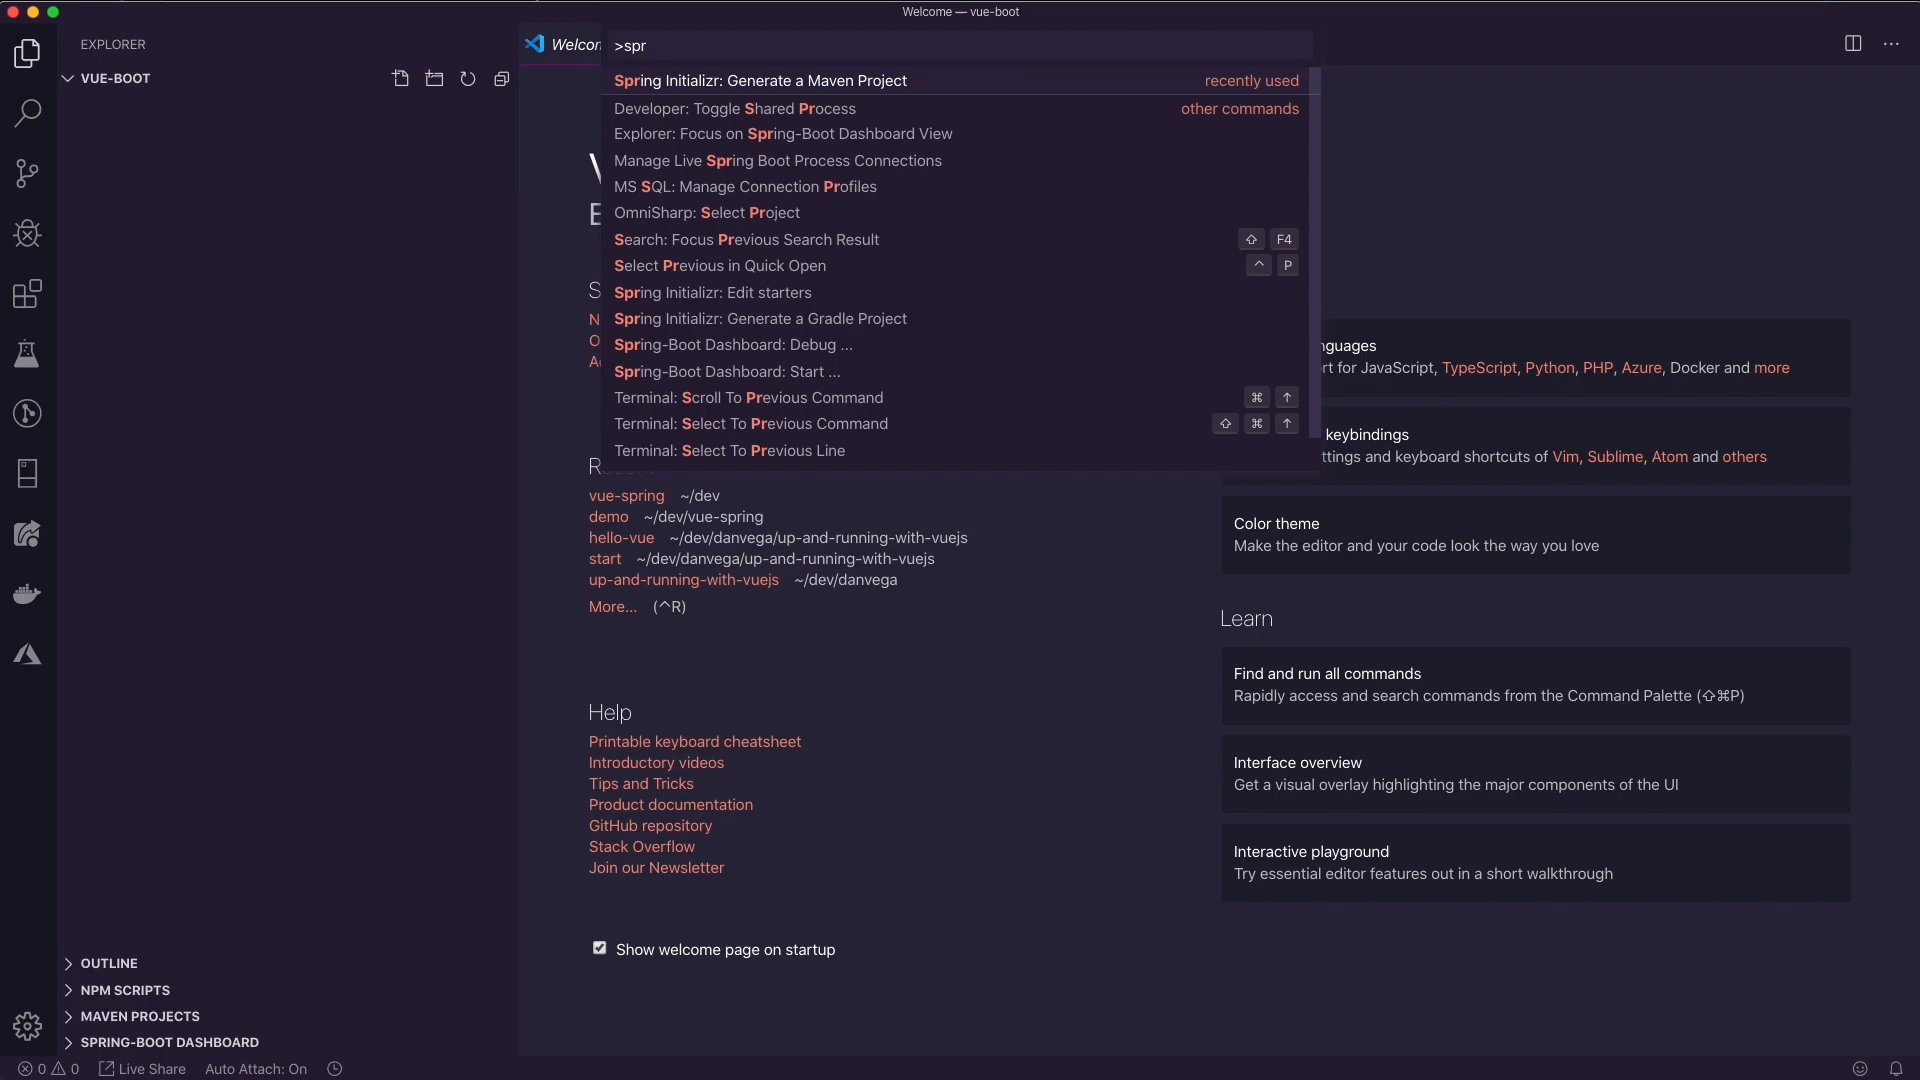 Welcome — vue-boot
EXPLORER
VUE-BOOT
Welcom
>spr
Spring Initializr: Generate a Maven Project recently used
Developer: Toggle Shared Process other commands
Explorer: Focus on Spring-Boot Dashboard View
Manage Live Spring Boot Process Connections
MS SQL: Manage Connection Profiles
OmniSharp: Select Project
Search: Focus Previous Search Result ⇧ F4
Select Previous in Quick Open ^ P
Spring Initializr: Edit starters
Spring Initializr: Generate a Gradle Project
Spring-Boot Dashboard: Debug ...
Spring-Boot Dashboard: Start ...
Terminal: Scroll To Previous Command ⌘ ↑
Terminal: Select To Previous Command ⇧ ⌘ ↑
Terminal: Select To Previous Line
S
N
O
vue-spring ~/dev
demo ~/dev/vue-spring
hello-vue ~/dev/danvega/up-and-running-with-vuejs
start ~/dev/danvega/up-and-running-with-vuejs
up-and-running-with-vuejs ~/dev/danvega
More... (^R)
Help
Printable keyboard cheatsheet
Introductory videos
Tips and Tricks
Product documentation
GitHub repository
Stack Overflow
Join our Newsletter
Show welcome page on startup
nguages
rt for JavaScript, TypeScript, Python, PHP, Azure, Docker and more
keybindings
ttings and keyboard shortcuts of Vim, Sublime, Atom and others
Color theme
Make the editor and your code look the way you love
Learn
Find and run all commands
Rapidly access and search commands from the Command Palette (⇧⌘P)
Interface overview
Get a visual overlay highlighting the major components of the UI
Interactive playground
Try essential editor features out in a short walkthrough
OUTLINE
NPM SCRIPTS
MAVEN PROJECTS
SPRING-BOOT DASHBOARD
0 0 Live Share Auto Attach: On